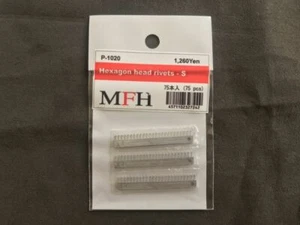 P-1020 1,260Yen
Hexagon head rivets - S
75本入 (75 pcs)
MFH